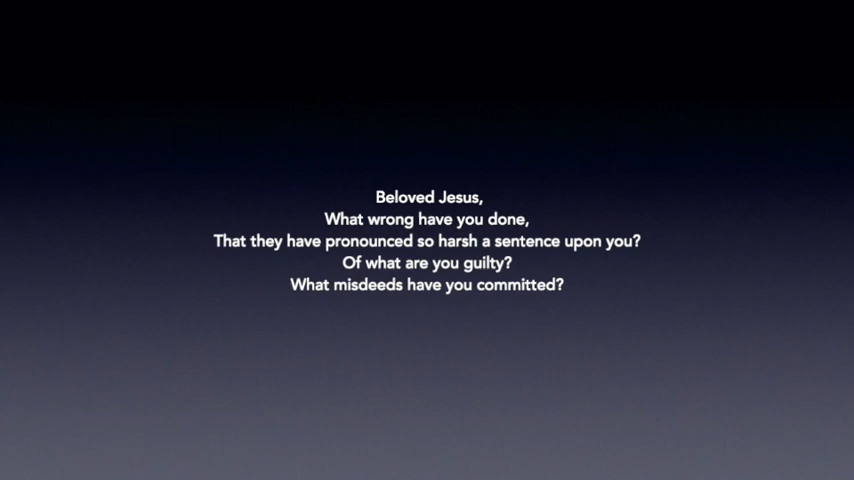 Beloved Jesus,
What wrong have you done,
That they have pronounced so harsh a sentence upon you?
Of what are you guilty?
What misdeeds have you committed?